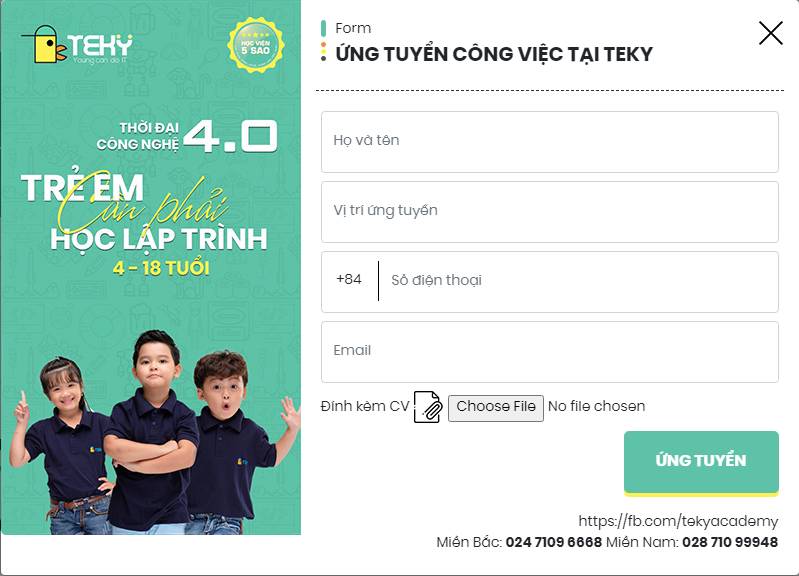 TEKY
Young can do IT
HỌC VIỆN
5 SAO
THỜI ĐẠI
CÔNG NGHỆ 4.0
TRẺ EM
Cần phải
HỌC LẬP TRÌNH
4 - 18 TUỔI
Form
ỨNG TUYỂN CÔNG VIỆC TẠI TEKY
Họ và tên
Vị trí ứng tuyển
+84 Số điện thoại
Email
Đính kèm CV Choose File No file chosen
ỨNG TUYỂN
https://fb.com/tekyacademy
Miền Bắc: 024 7109 6668 Miền Nam: 028 710 99948